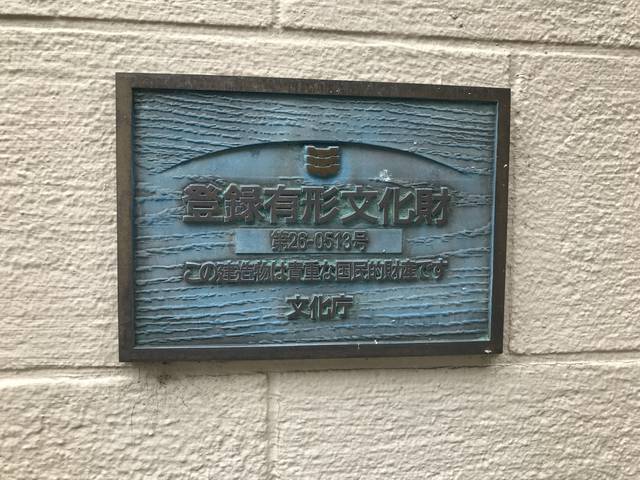 登録有形文化財
第26-0513号
この建造物は貴重な国民的財産です
文化庁